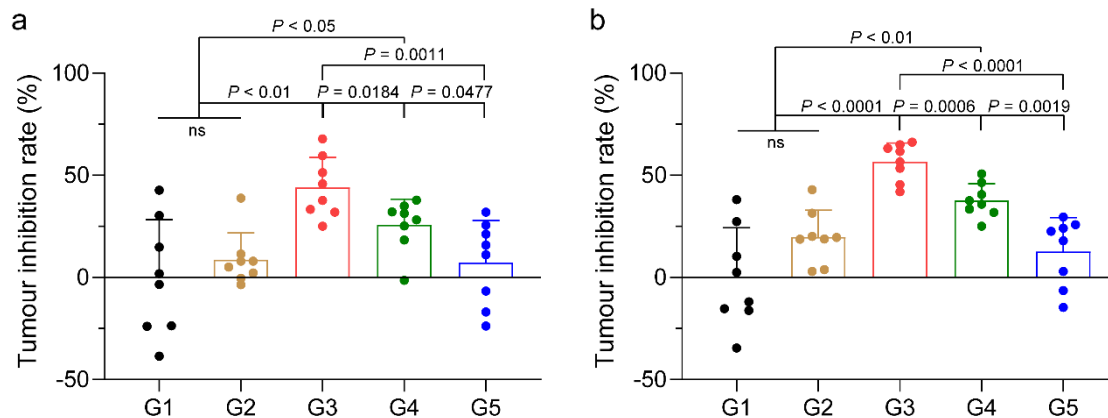 a
P < 0.05
P = 0.0011
P < 0.01 P = 0.0184 P = 0.0477
ns
Tumour inhibition rate (%)
100
50
0
-50
G1 G2 G3 G4 G5
b
P < 0.01
P < 0.0001
P < 0.0001 P = 0.0006 P = 0.0019
ns
Tumour inhibition rate (%)
100
50
0
-50
G1 G2 G3 G4 G5